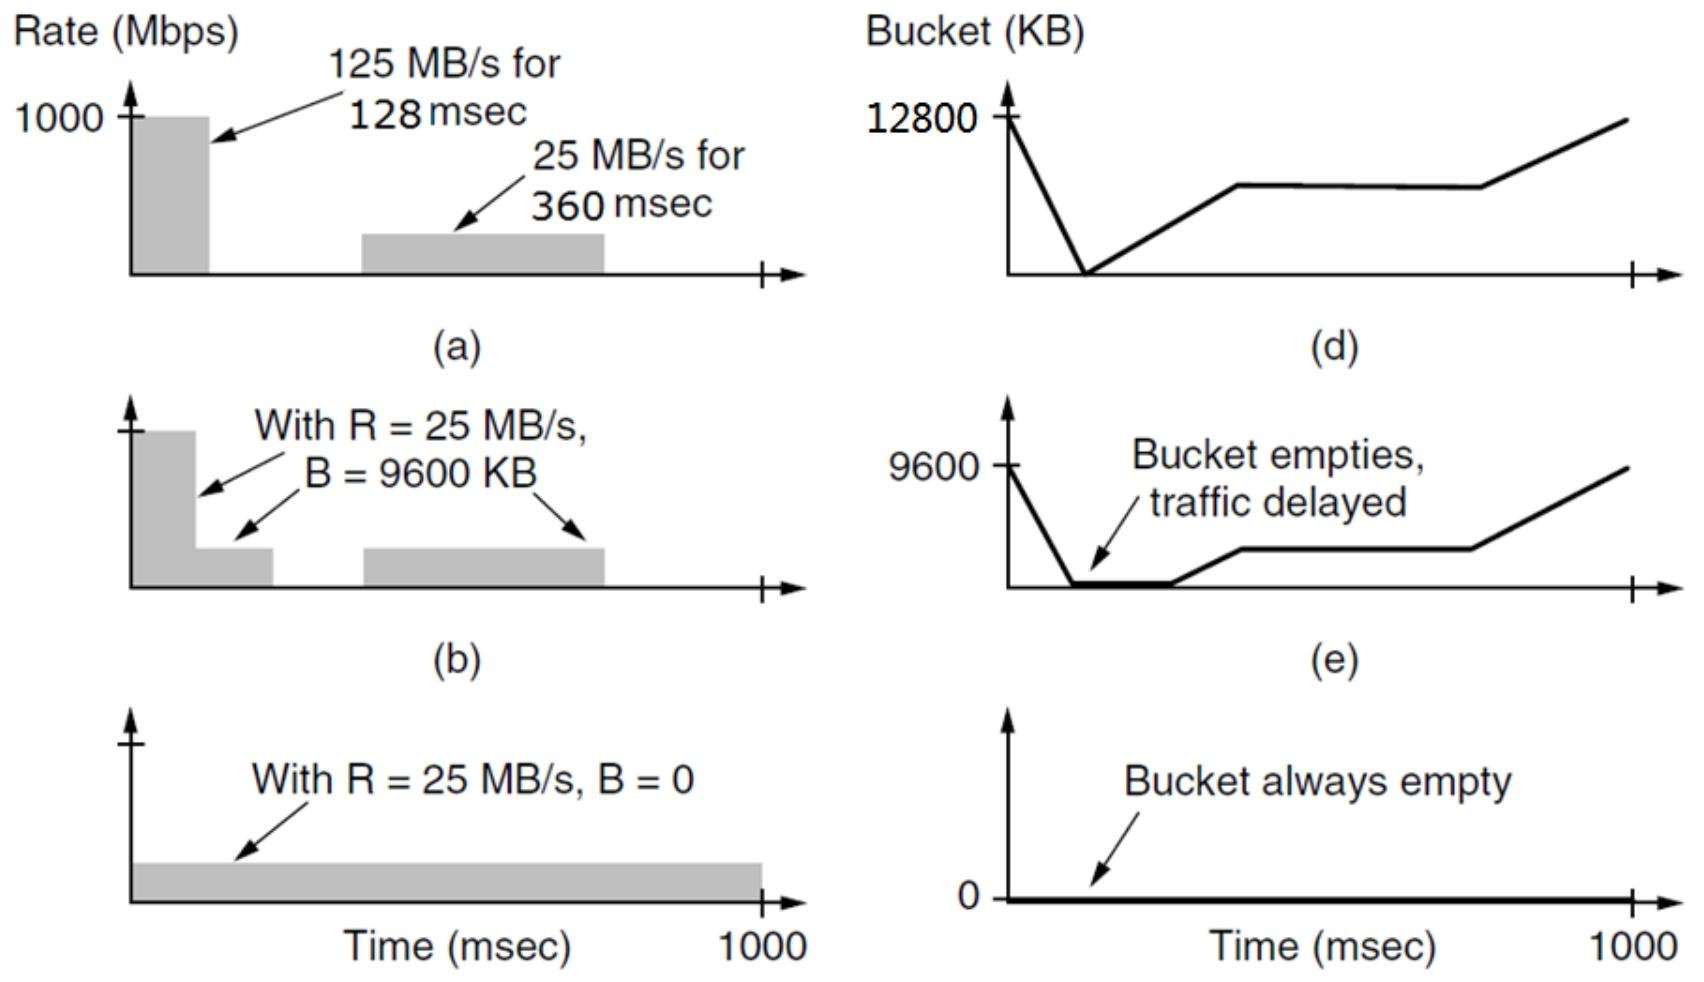 Rate (Mbps)
1000
125 MB/s for
128 msec
25 MB/s for
360 msec
(a)
Bucket (KB)
12800
(d)
With R = 25 MB/s,
B = 9600 KB
(b)
9600
Bucket empties,
traffic delayed
(e)
With R = 25 MB/s, B = 0
Time (msec)
1000
Bucket always empty
0
Time (msec)
1000